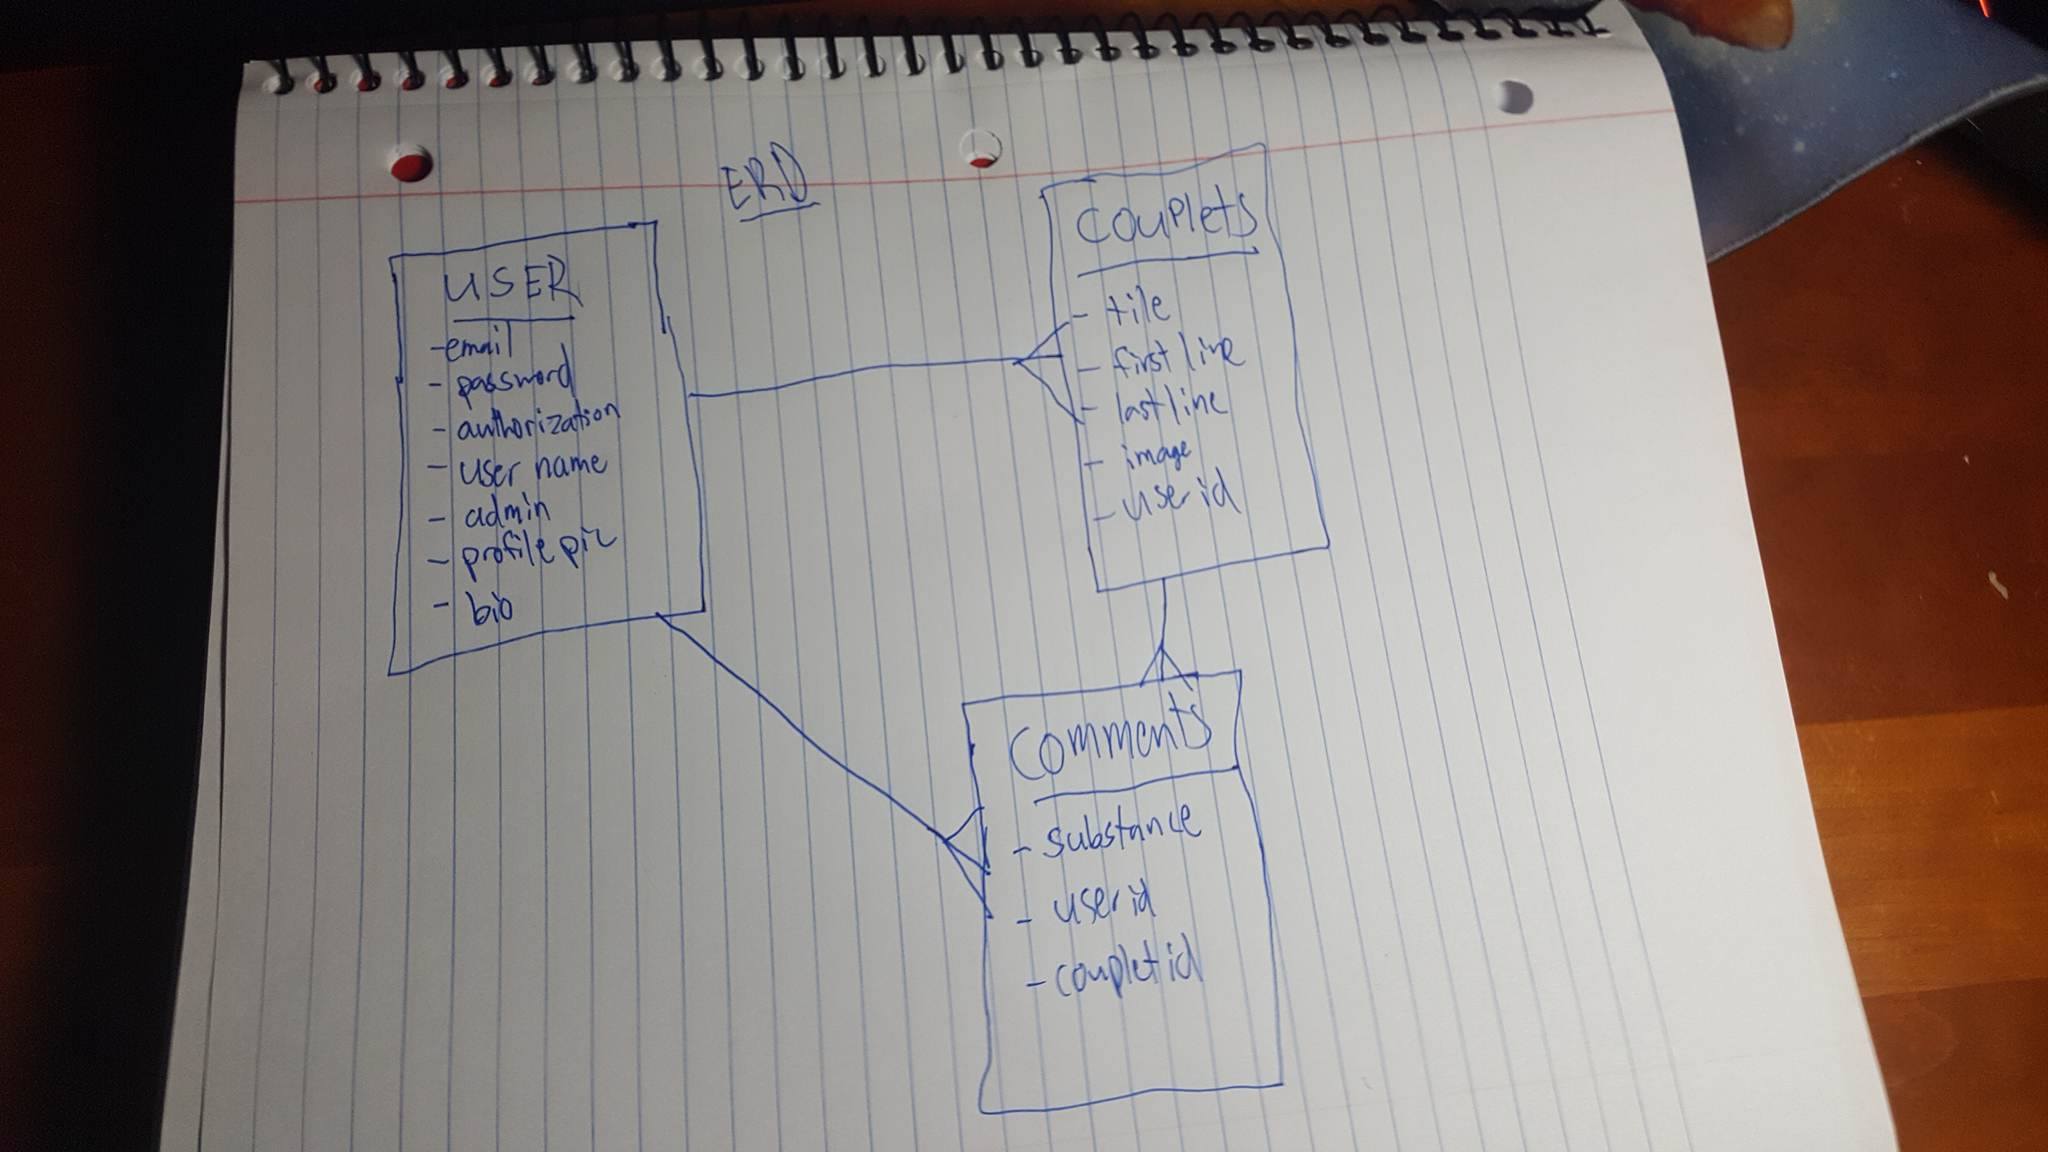 ERD
USER
- email
- password
- authorization
- user name
- admin
- profile pic
- bio
Couplets
- tile
- first line
- last line
- image
- user id
Comments
- substance
- user id
- couplet id